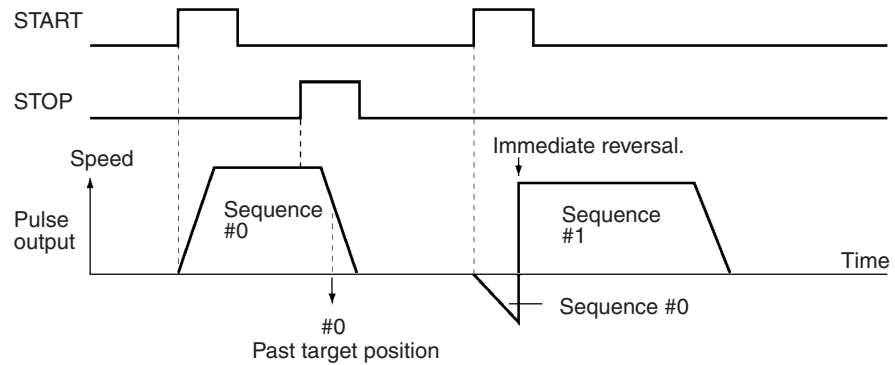 START
STOP
Immediate reversal.
Speed
Pulse
output
Sequence
#0
Sequence
#1
Time
Sequence #0
#0
Past target position